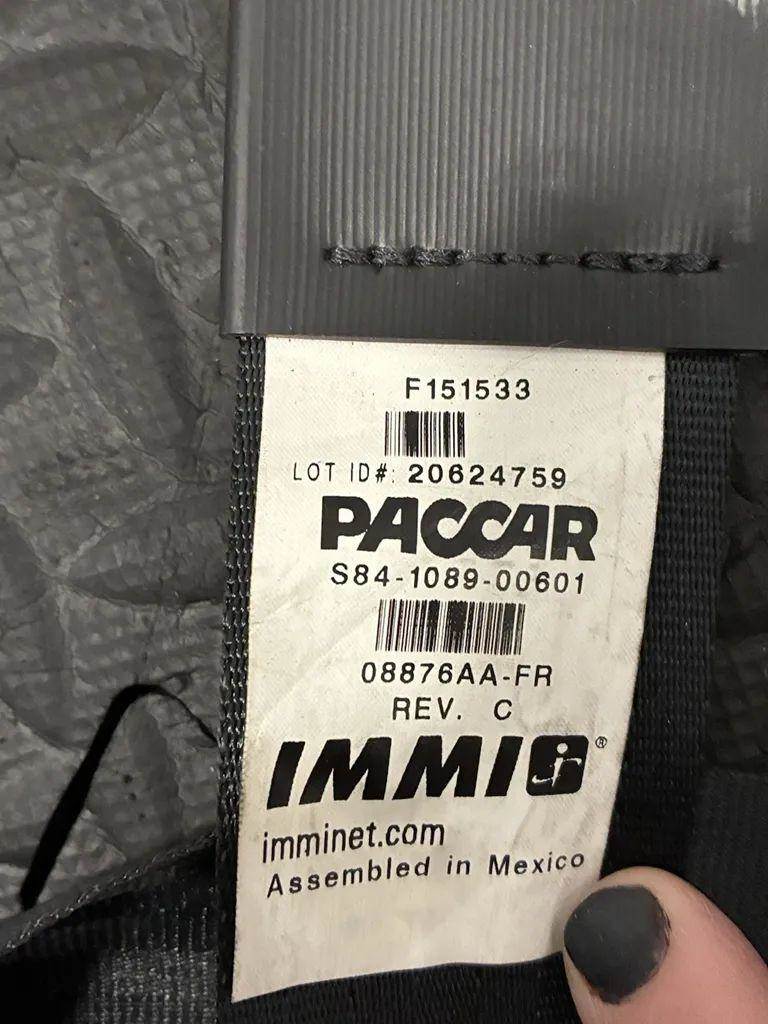 F151533
LOT ID#: 20624759
PACCAR
S84-1089-00601
08876AA-FR
REV. C
IMMI ®
imminet.com
Assembled in Mexico